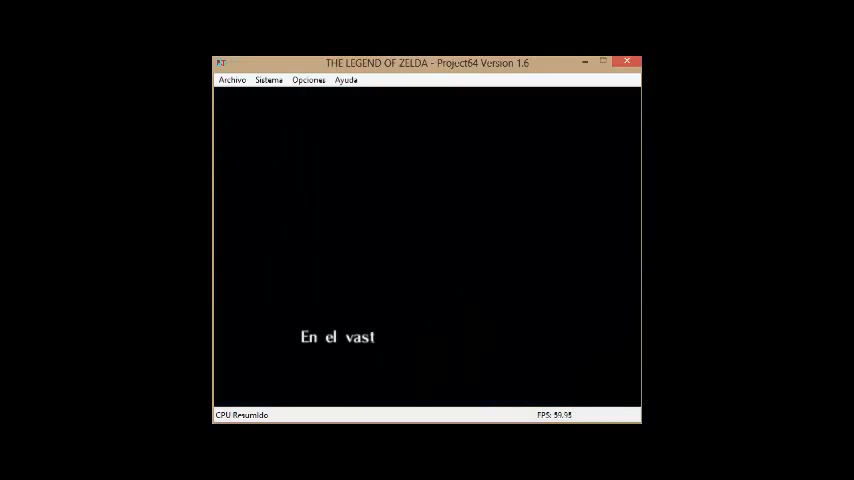 THE LEGEND OF ZELDA - Project64 Version 1.6
Archivo Sistema Opciones Ayuda
En el vast
CPU Resumido FPS: 59.95